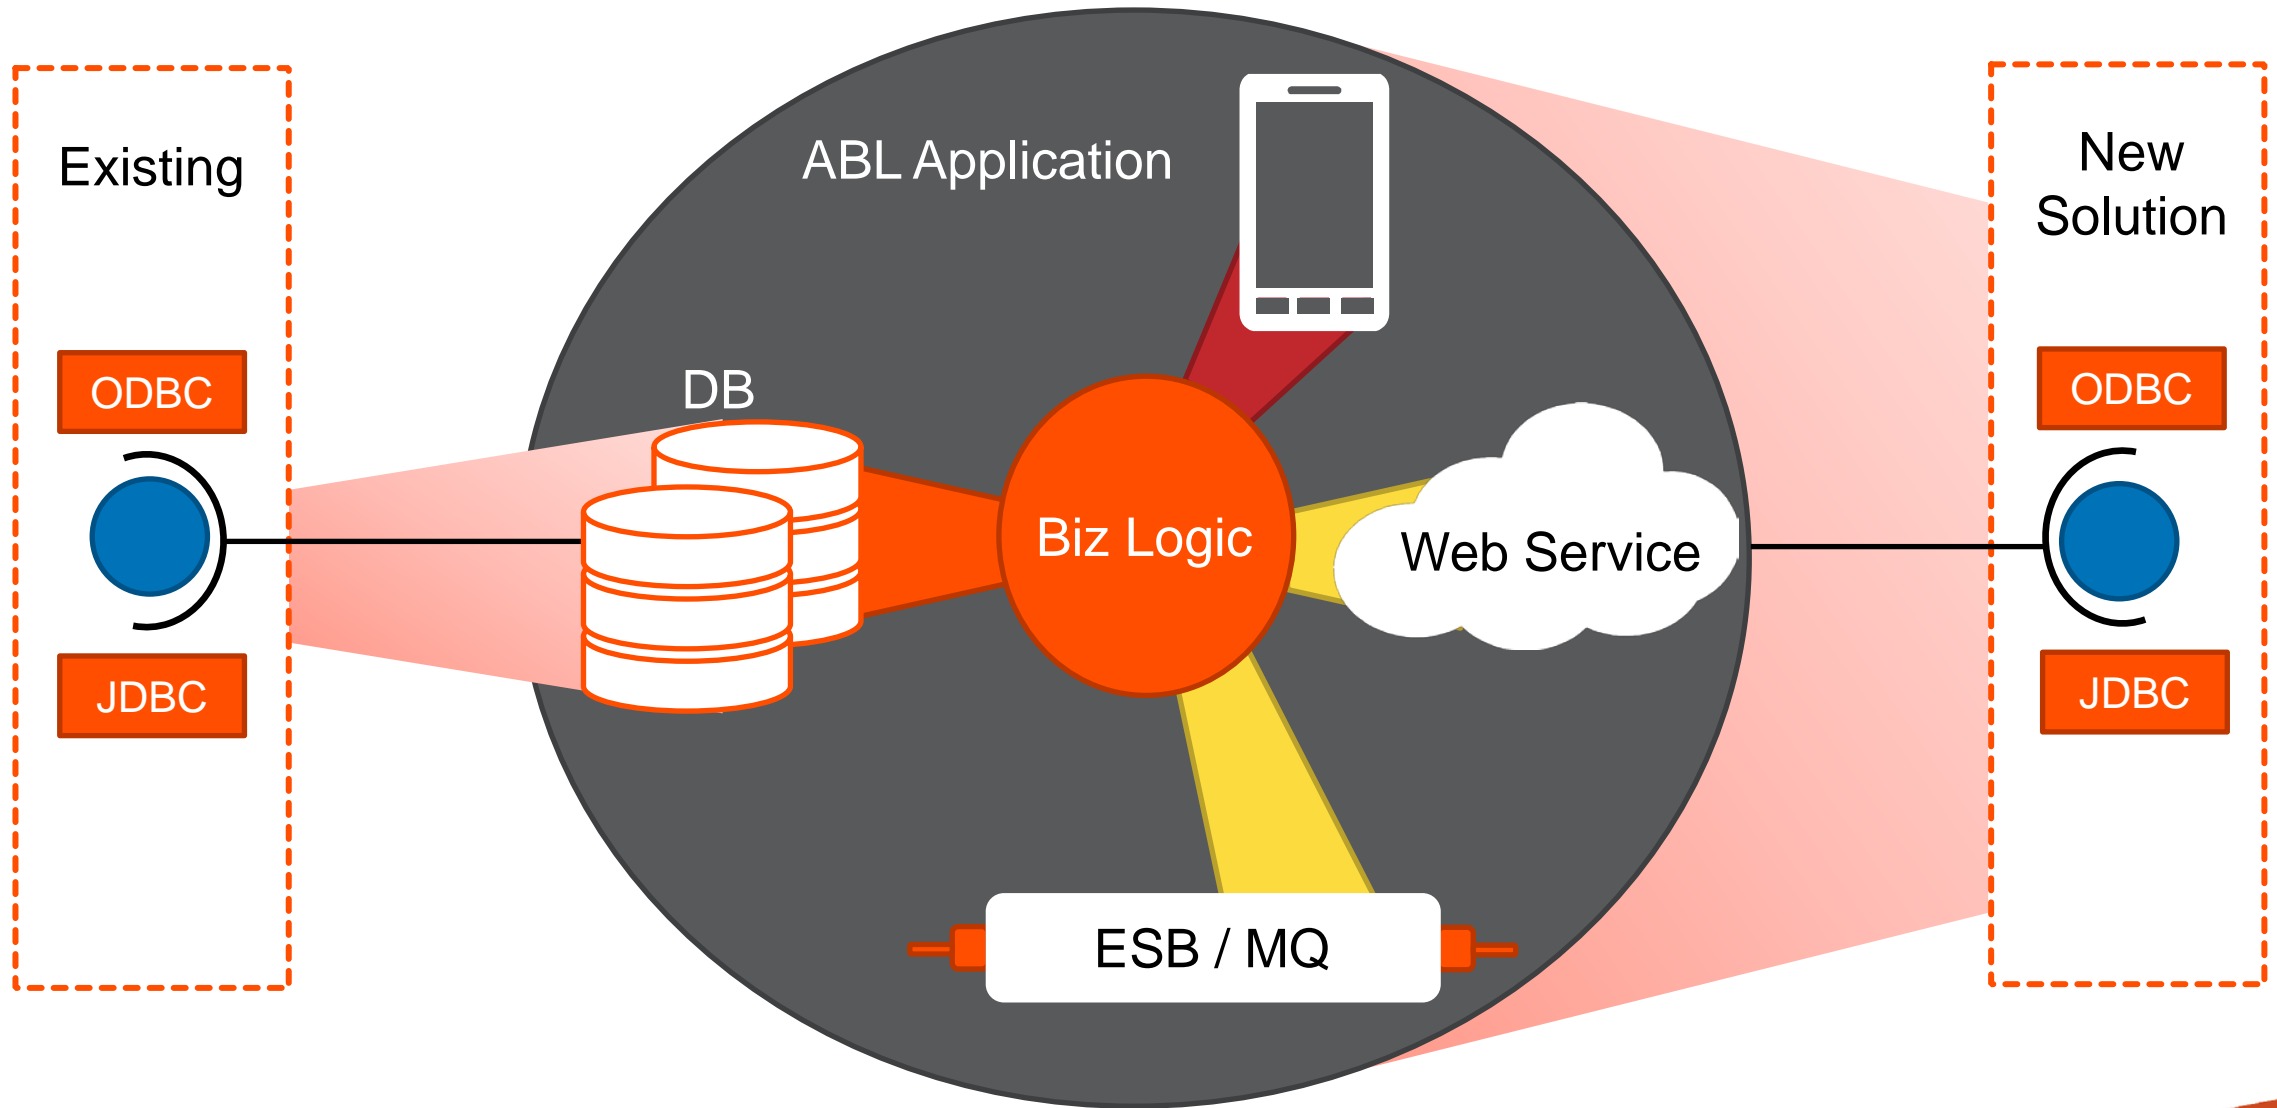 Existing
ODBC
JDBC
ABL Application
DB
Biz Logic
Web Service
ESB / MQ
New
Solution
ODBC
JDBC